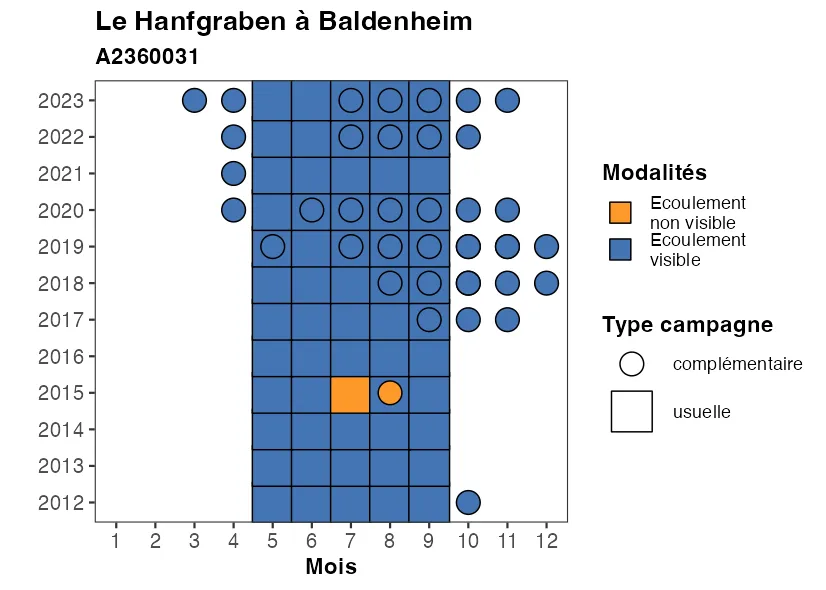 Le Hanfgraben à Baldenheim
A2360031
2023
2022
2021
2020
2019
2018
2017
2016
2015
2014
2013
2012
1 2 3 4 5 6 7 8 9 10 11 12
Mois
Modalités
Ecoulement
non visible
Ecoulement
visible
Type campagne
complémentaire
usuelle